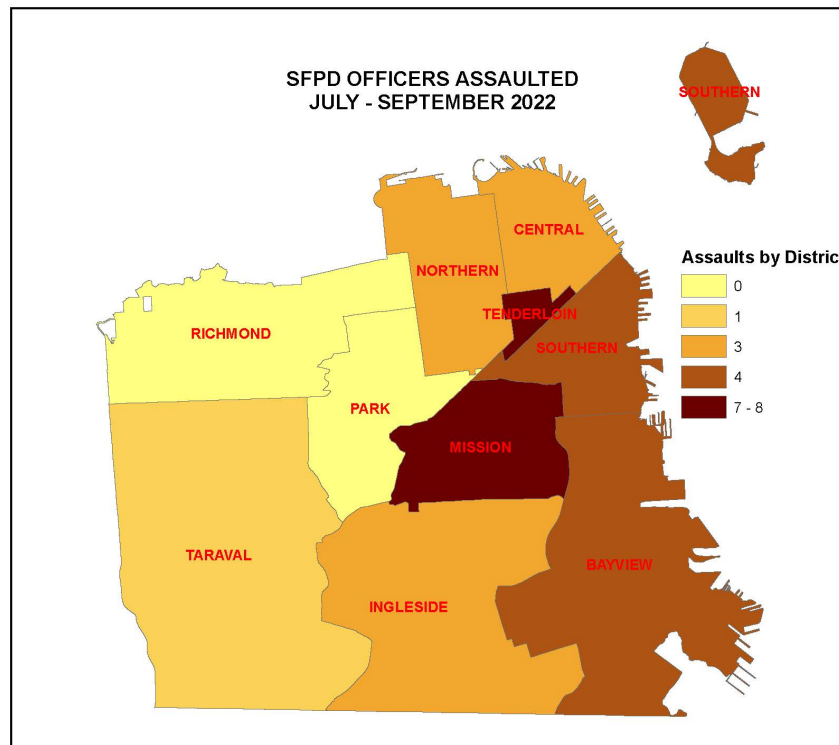 SFPD OFFICERS ASSAULTED
JULY - SEPTEMBER 2022
SOUTHERN
CENTRAL
NORTHERN
Assaults by District
0
1
3
4
7 - 8
TENDERLOIN
RICHMOND
SOUTHERN
PARK
MISSION
TARAVAL
BAYVIEW
INGLESIDE